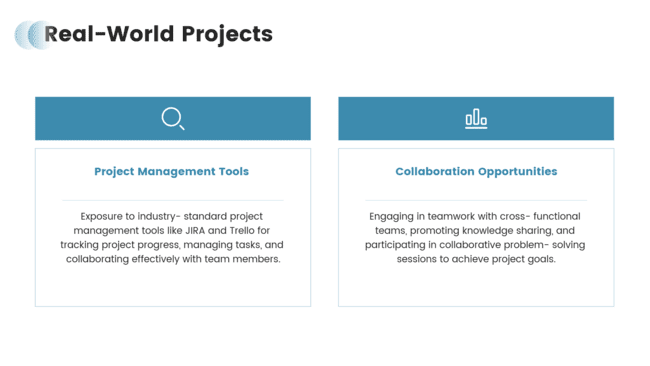 Real-World Projects
Project Management Tools
Exposure to industry- standard project
management tools like JIRA and Trello for
tracking project progress, managing tasks, and
collaborating effectively with team members.
Collaboration Opportunities
Engaging in teamwork with cross- functional
teams, promoting knowledge sharing, and
participating in collaborative problem- solving
sessions to achieve project goals.